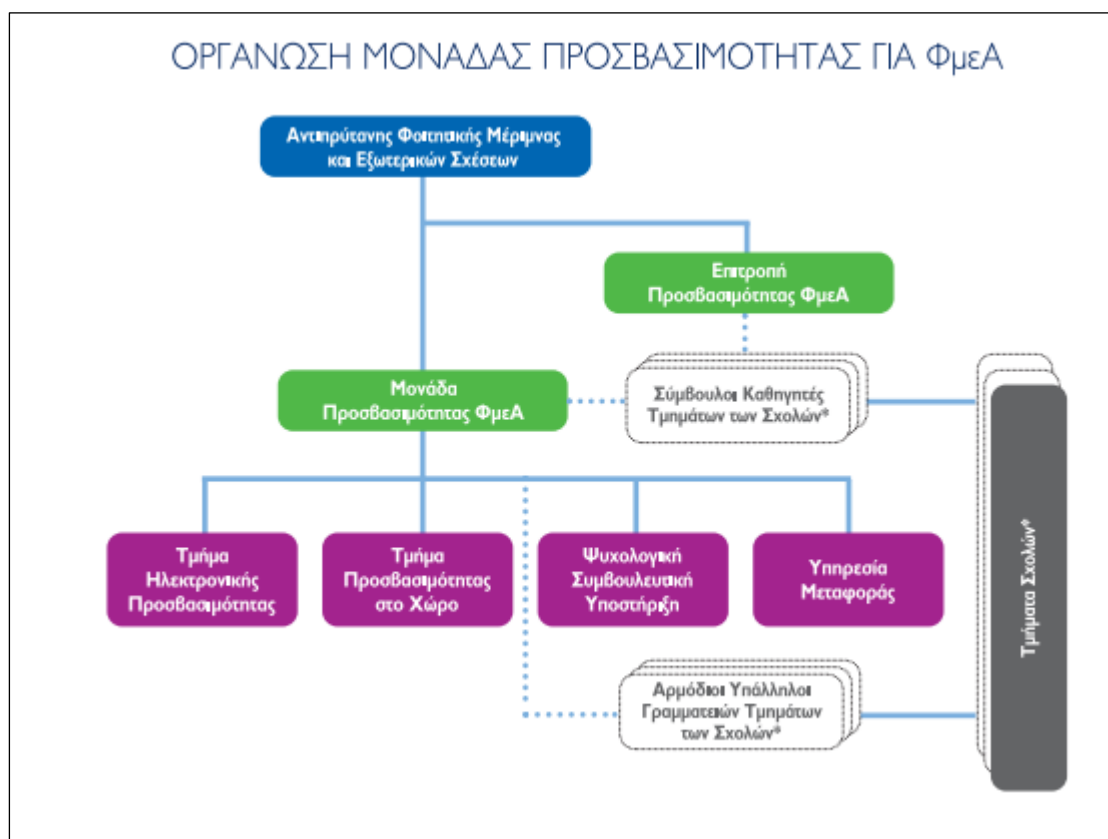 ΟΡΓΑΝΩΣΗ ΜΟΝΑΔΑΣ ΠΡΟΣΒΑΣΙΜΟΤΗΤΑΣ ΓΙΑ ΦμεΑ
Αντιπρύτανης Φοιτητικής Μέριμνας
και Εξωτερικών Σχέσεων
Επιτροπή
Προσβασιμότητας ΦμεΑ
Μονάδα
Προσβασιμότητας ΦμεΑ
Σύμβουλοι Καθηγητές
Τμημάτων των Σχολών*
Τμήμα
Ηλεκτρονικής
Προσβασιμότητας
Τμήμα
Προσβασιμότητας
στο Χώρο
Ψυχολογική
Συμβουλευτική
Υποστήριξη
Υπηρεσία
Μεταφοράς
Αρμόδιοι Υπάλληλοι
Γραμματειών Τμημάτων
των Σχολών*
Τμήματα Σχολών*